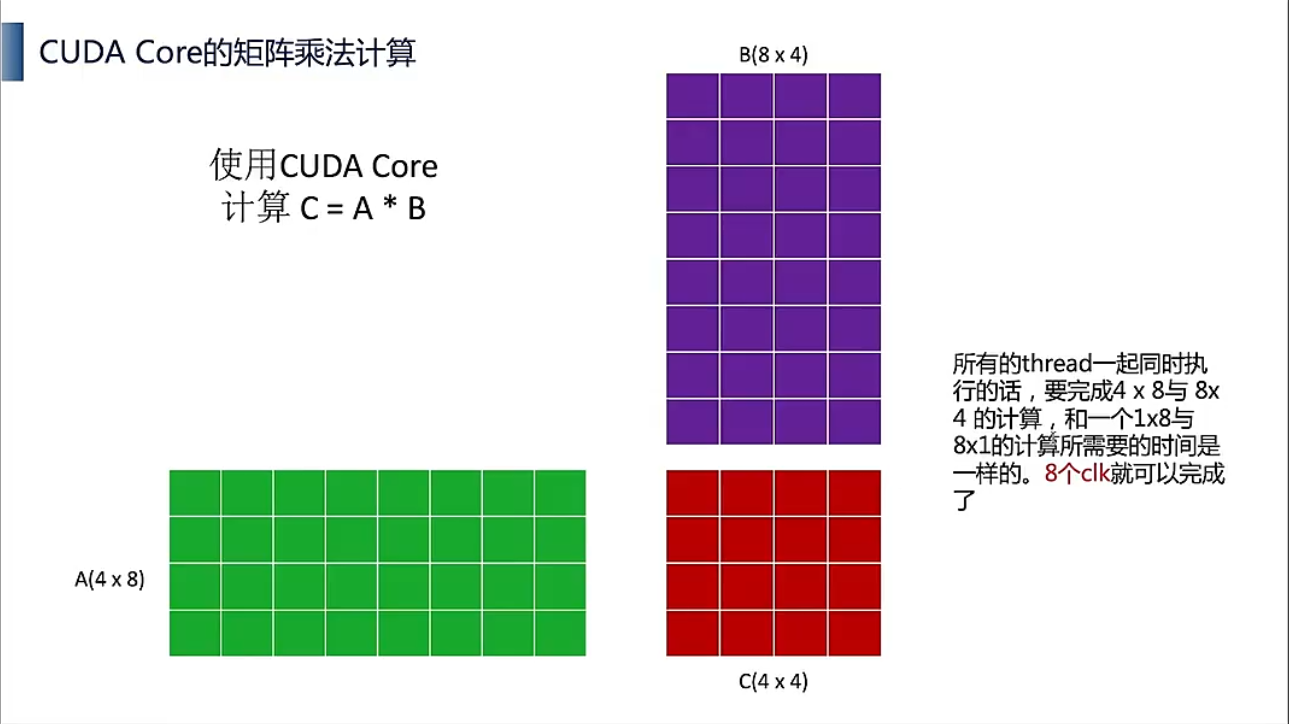 CUDA Core的矩阵乘法计算
使用CUDA Core
计算 C = A * B
B(8 x 4)
所有的thread一起同时执
行的话，要完成4 x 8与 8x
4 的计算，和一个1x8与
8x1的计算所需要的时间是
一样的。8个clk就可以完成
了
A(4 x 8)
C(4 x 4)